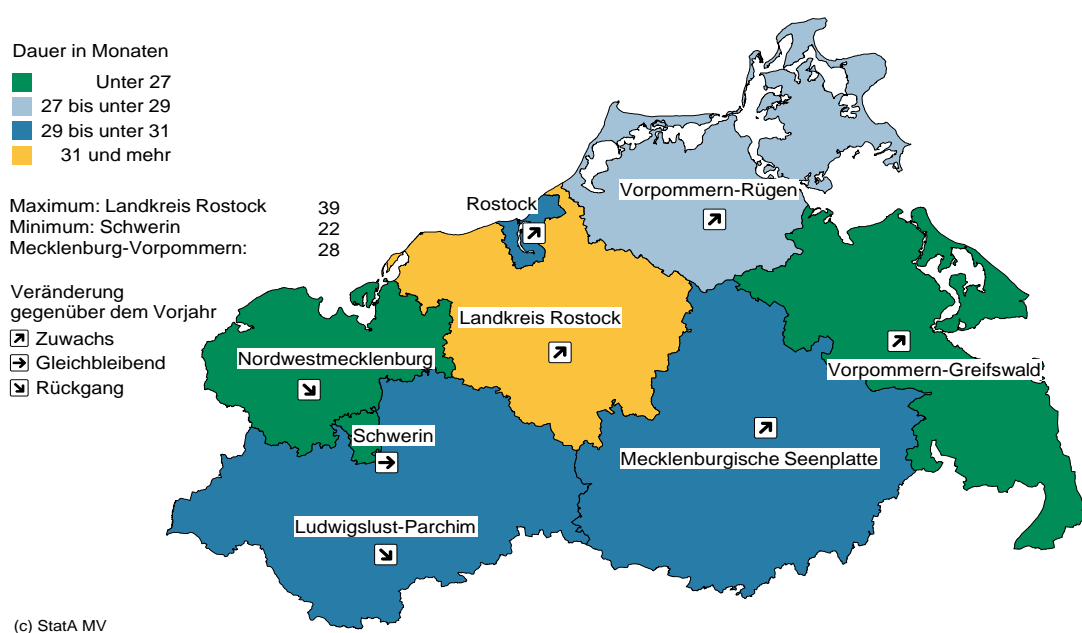 Dauer in Monaten
Unter 27
27 bis unter 29
29 bis unter 31
31 und mehr
Maximum: Landkreis Rostock 39
Minimum: Schwerin 22
Mecklenburg-Vorpommern: 28
Veränderung
gegenüber dem Vorjahr
Zuwachs
Gleichbleibend
Rückgang
Vorpommern-Rügen
Rostock
Landkreis Rostock
Nordwestmecklenburg
Vorpommern-Greifswald
Schwerin
Mecklenburgische Seenplatte
Ludwigslust-Parchim
(c) StatA MV